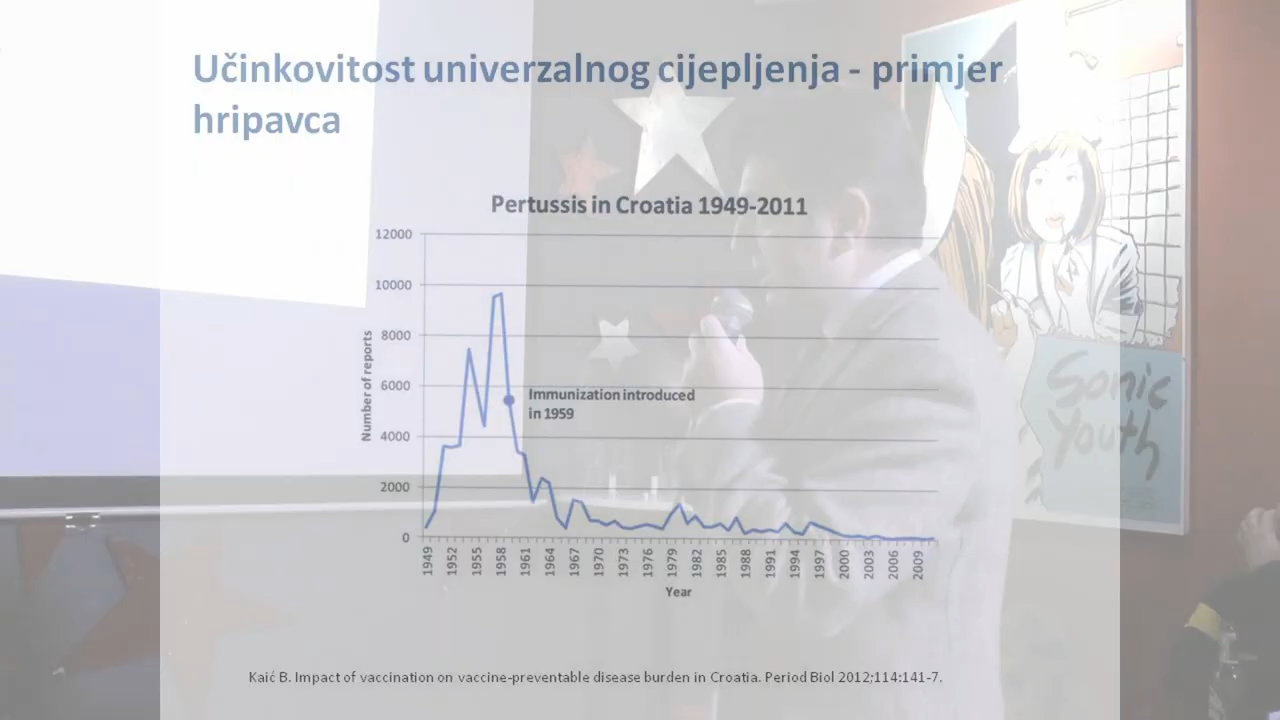 Učinkovitost univerzalnog cijepljenja - primjer
hripavca
Pertussis in Croatia 1949-2011
12000
10000
8000
6000
4000
2000
0
Number of reports
Immunization introduced
in 1959
1949
1952
1955
1958
1961
1964
1967
1970
1973
1976
1979
1982
1985
1988
1991
1994
1997
2000
2003
2006
2009
Year
Kaić B. Impact of vaccination on vaccine-preventable disease burden in Croatia. Period Biol 2012;114:141-7.
Sonic
Youth